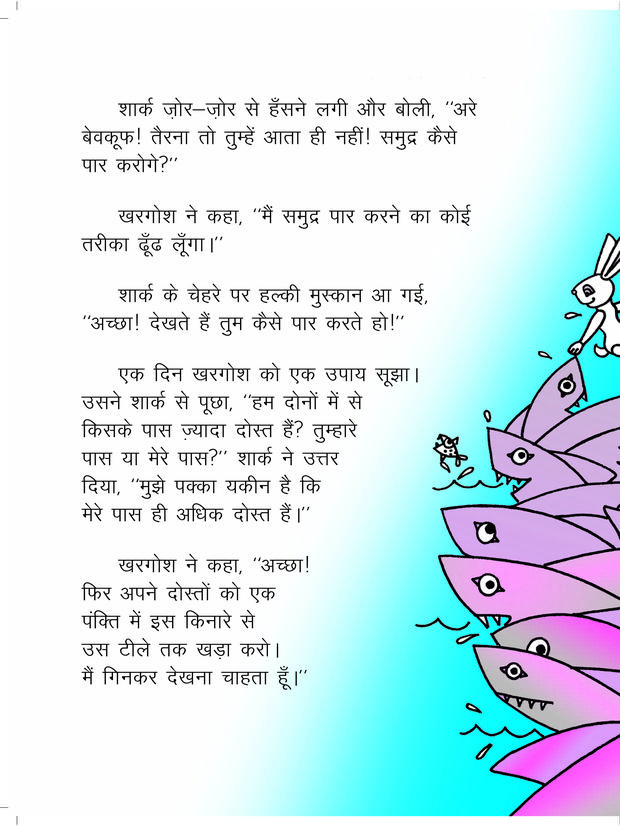 शार्क ज़ोर–ज़ोर से हँसने लगी और बोली, ''अरे
बेवकूफ! तैरना तो तुम्हें आता ही नहीं! समुद्र कैसे
पार करोगे?''
खरगोश ने कहा, ''मैं समुद्र पार करने का कोई
तरीका ढूँढ लूँगा।''
शार्क के चेहरे पर हल्की मुस्कान आ गई,
''अच्छा! देखते हैं तुम कैसे पार करते हो!''
एक दिन खरगोश को एक उपाय सूझा।
उसने शार्क से पूछा, ''हम दोनों में से
किसके पास ज़्यादा दोस्त हैं? तुम्हारे
पास या मेरे पास?'' शार्क ने उत्तर
दिया, ''मुझे पक्का यकीन है कि
मेरे पास ही अधिक दोस्त हैं।''
खरगोश ने कहा, ''अच्छा!
फिर अपने दोस्तों को एक
पंक्ति में इस किनारे से
उस टीले तक खड़ा करो।
मैं गिनकर देखना चाहता हूँ।''